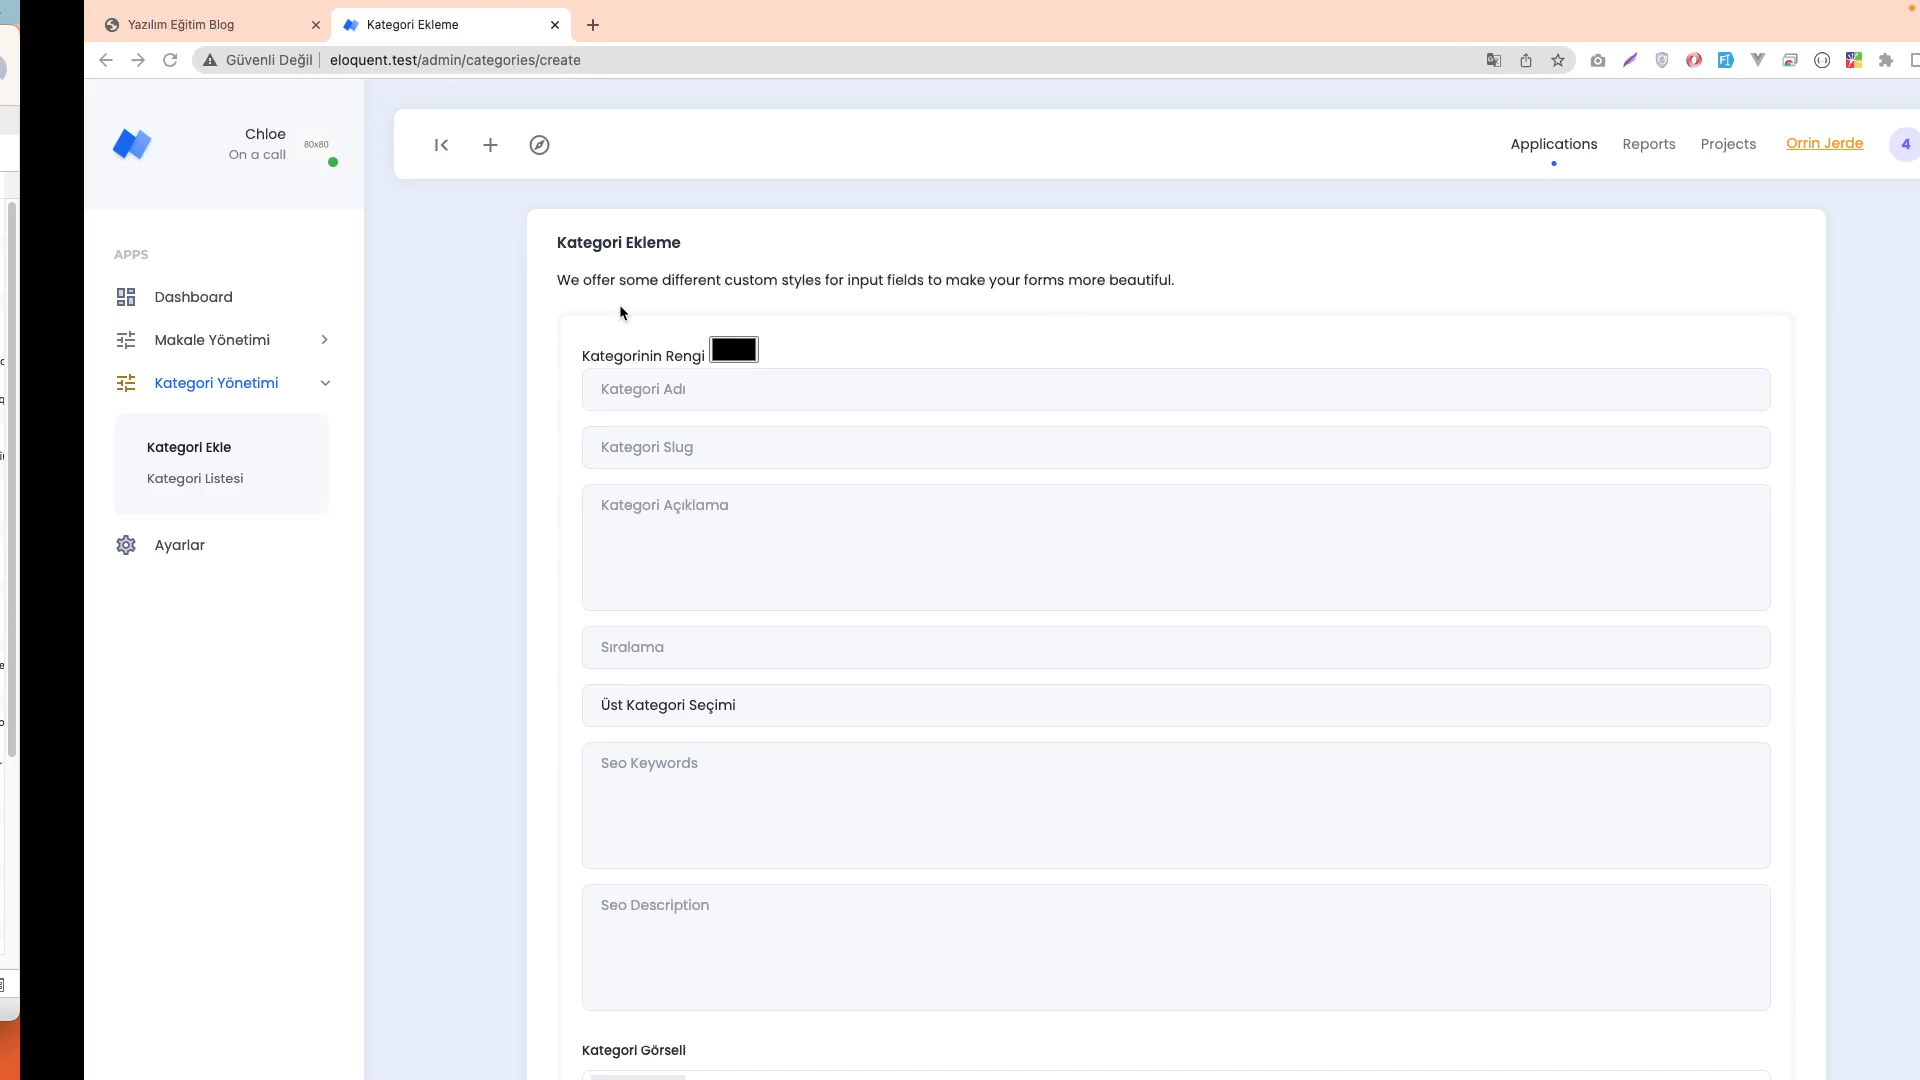 Yazılım Eğitim Blog
Kategori Ekleme
Güvenli Değil
eloquent.test/admin/categories/create
Chloe
On a call
80x80
Applications
Reports
Projects
Orrin Jerde
4
APPS
Dashboard
Makale Yönetimi
Kategori Yönetimi
Kategori Ekle
Kategori Listesi
Ayarlar
Kategori Ekleme
We offer some different custom styles for input fields to make your forms more beautiful.
Kategorinin Rengi
Kategori Adı
Kategori Slug
Kategori Açıklama
Sıralama
Üst Kategori Seçimi
Seo Keywords
Seo Description
Kategori Görseli